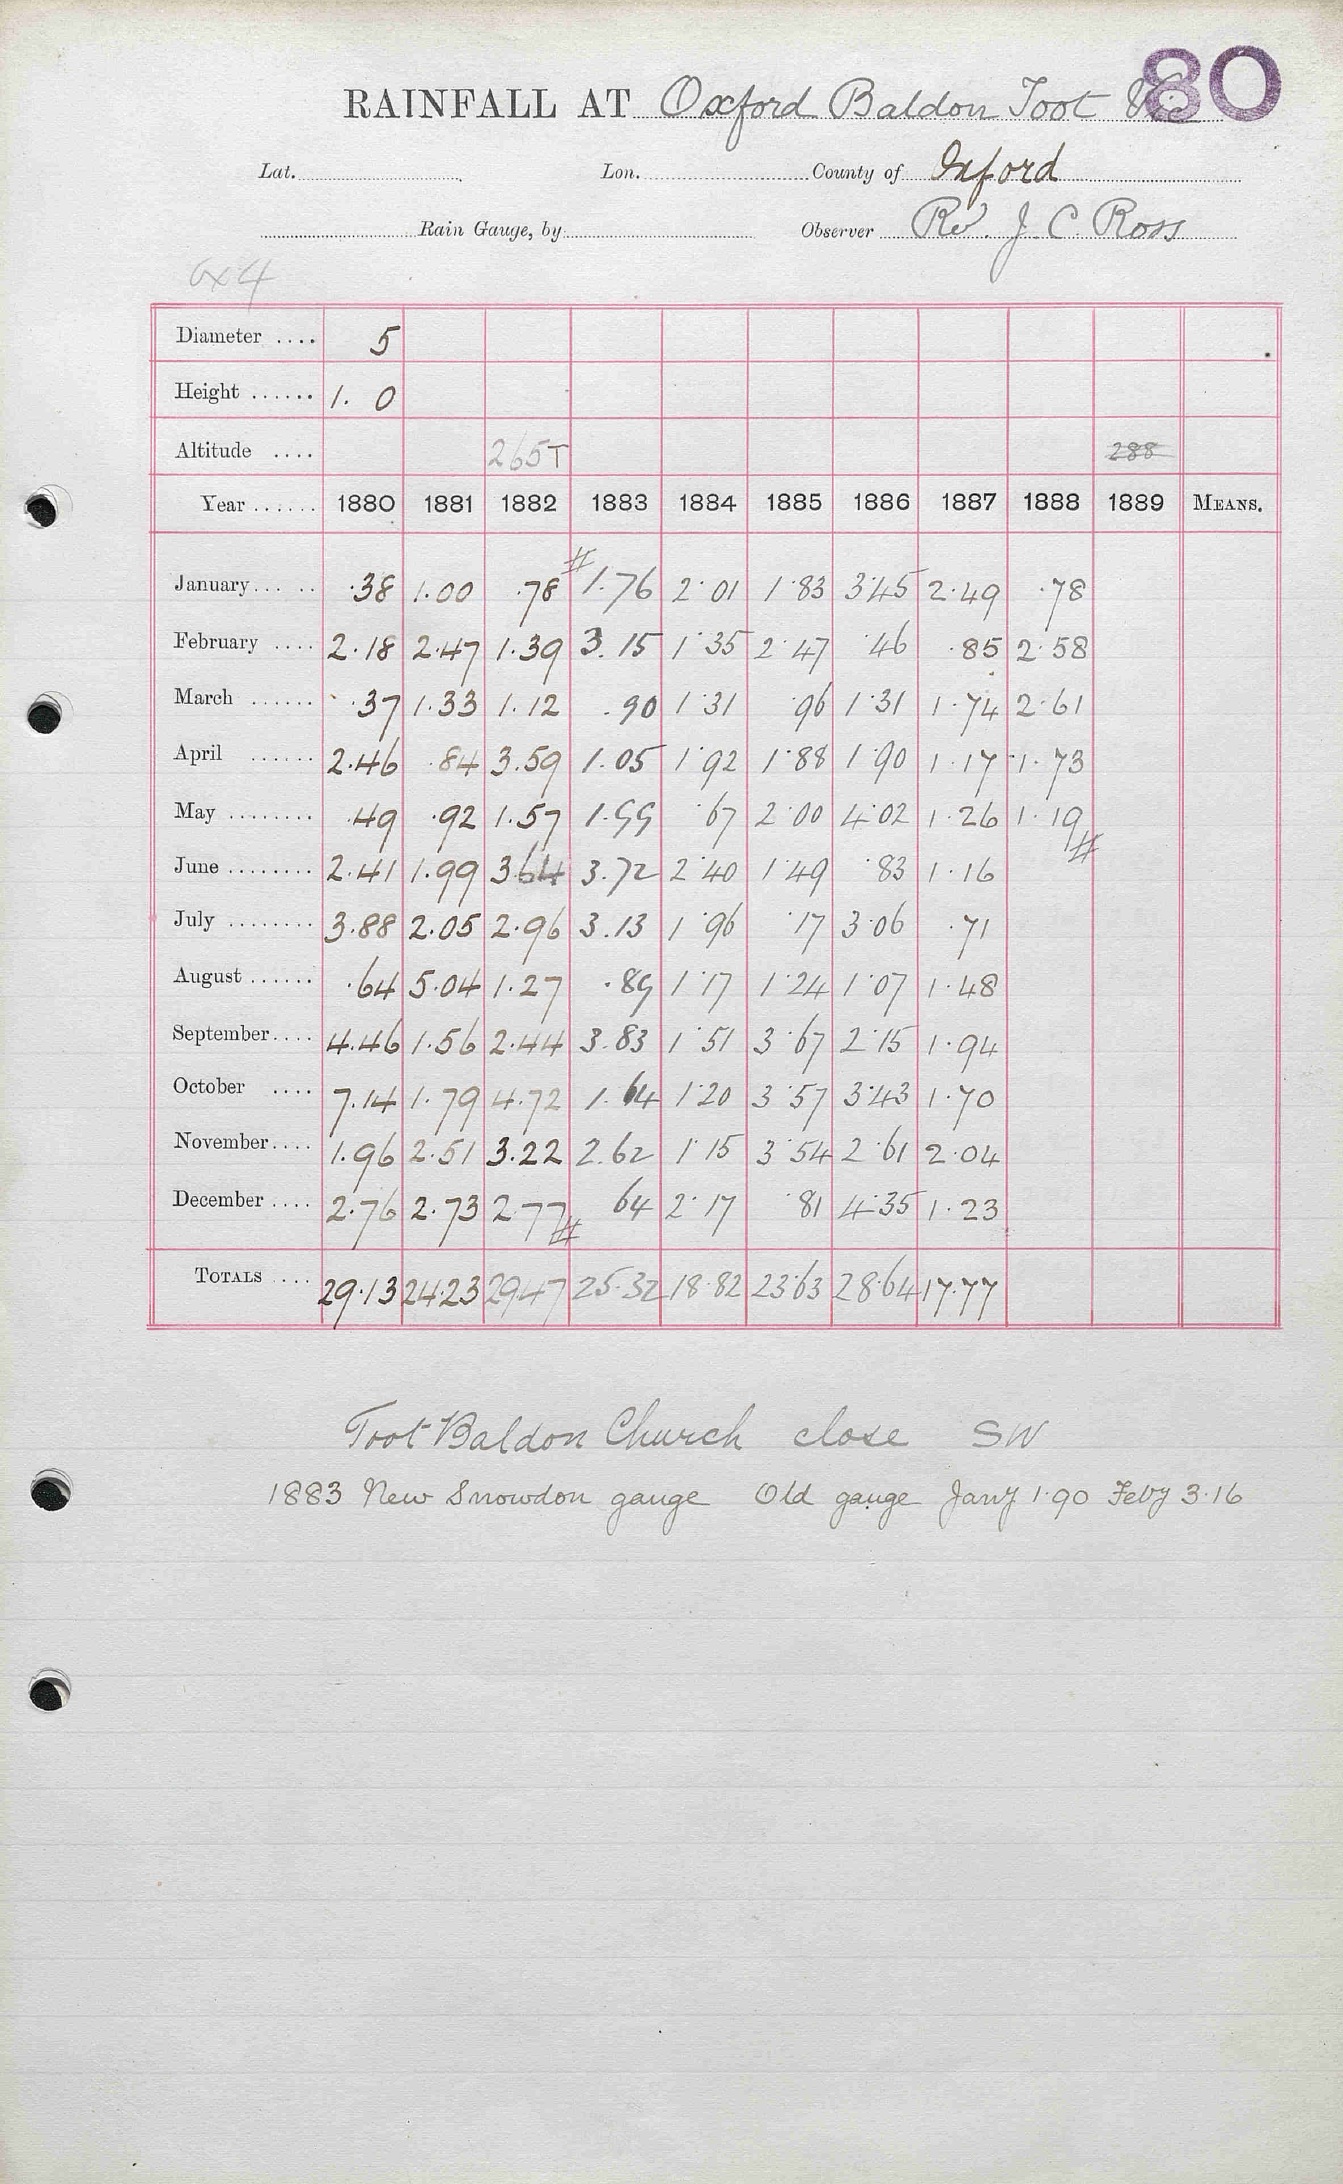 80
RAINFALL AT Oxford Baldon Toot Vic
Lat. Lon. County of Oxford
Rain Gauge, by Observer Rev. J. C. Ross
6x4
Diameter .... 5
Height ...... 1. 0
Altitude .... 265T 288
Year ...... 1880 1881 1882 1883 1884 1885 1886 1887 1888 1889 MEANS.
January... .. .38 1.00 .78 # 1.76 2.01 1.83 3.45 2.49 .78
February .... 2.18 2.47 1.39 3.15 1.35 2.47 .46 .85 2.58
March ...... .37 1.33 1.12 .90 1.31 .96 1.31 1.74 2.61
April ...... 2.46 .84 3.59 1.05 1.92 1.88 1.90 1.17 1.73
May ........ .49 .92 1.57 1.99 .67 2.00 4.02 1.26 1.19 #
June ........ 2.41 1.99 3.64 3.72 2.40 1.49 .83 1.16
July ........ 3.88 2.05 2.96 3.13 1.96 .17 3.06 .71
August ...... .64 5.04 1.27 .89 1.17 1.24 1.07 1.48
September.... 4.46 1.56 2.44 3.83 1.51 3.67 2.15 1.94
October .... 7.14 1.79 4.72 1.64 1.20 3.57 3.43 1.70
November.... 1.96 2.51 3.22 2.62 1.15 3.54 2.61 2.04
December .... 2.76 2.73 2.77 # 64 2.17 .81 4.35 1.23
TOTALS .... 29.13 24.23 29.47 25.32 18.82 23.63 28.64 17.77
Toot Baldon Church close SW
1883 New Snowdon gauge Old gauge Jany 1.90 Feby 3.16